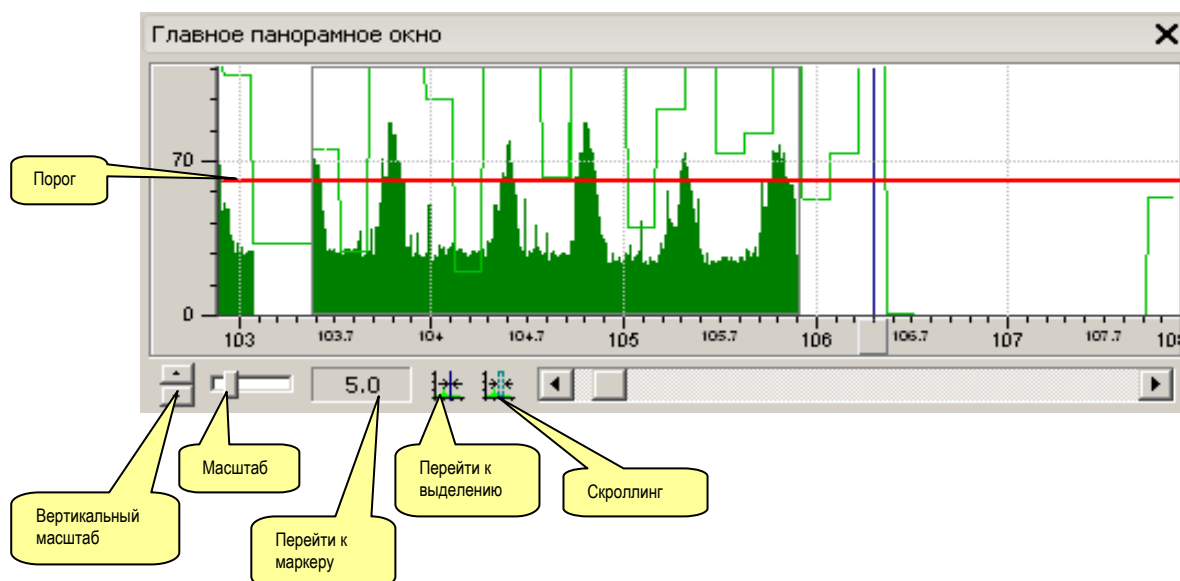 Главное панорамное окно
Порог
70
0
103 103.7 104 104.7 105 105.7 106 106.7 107 107.7 108
5.0
Масштаб
Перейти к
выделению
Скроллинг
Вертикальный
масштаб
Перейти к
маркеру